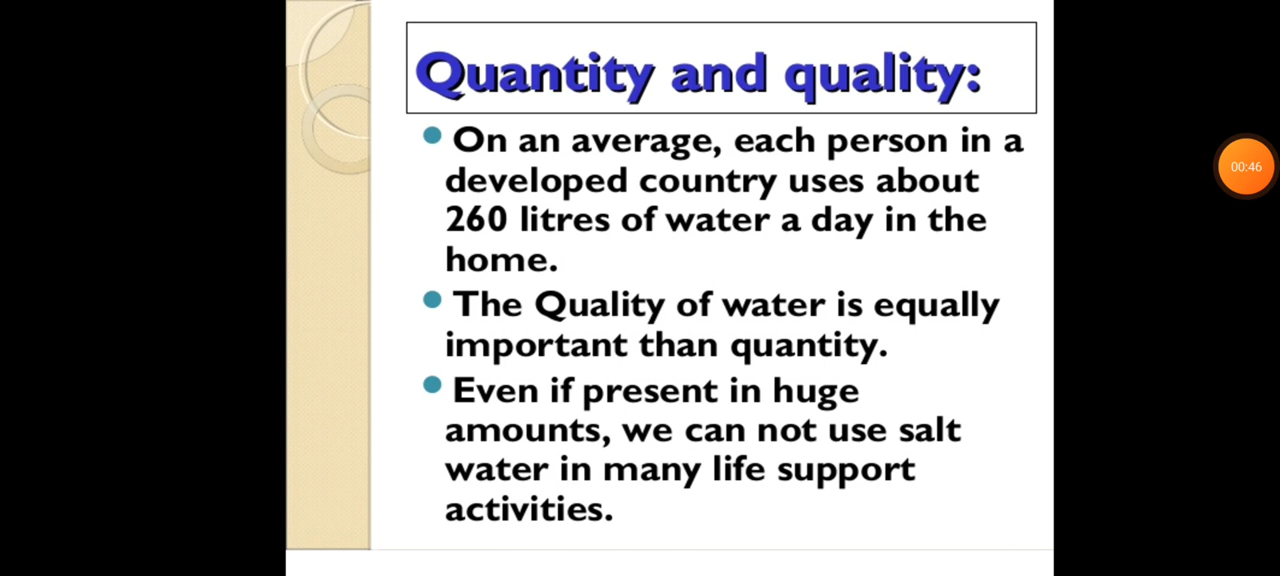 Quantity and quality:
On an average, each person in a
developed country uses about
260 litres of water a day in the
home.
The Quality of water is equally
important than quantity.
Even if present in huge
amounts, we can not use salt
water in many life support
activities.
00:46